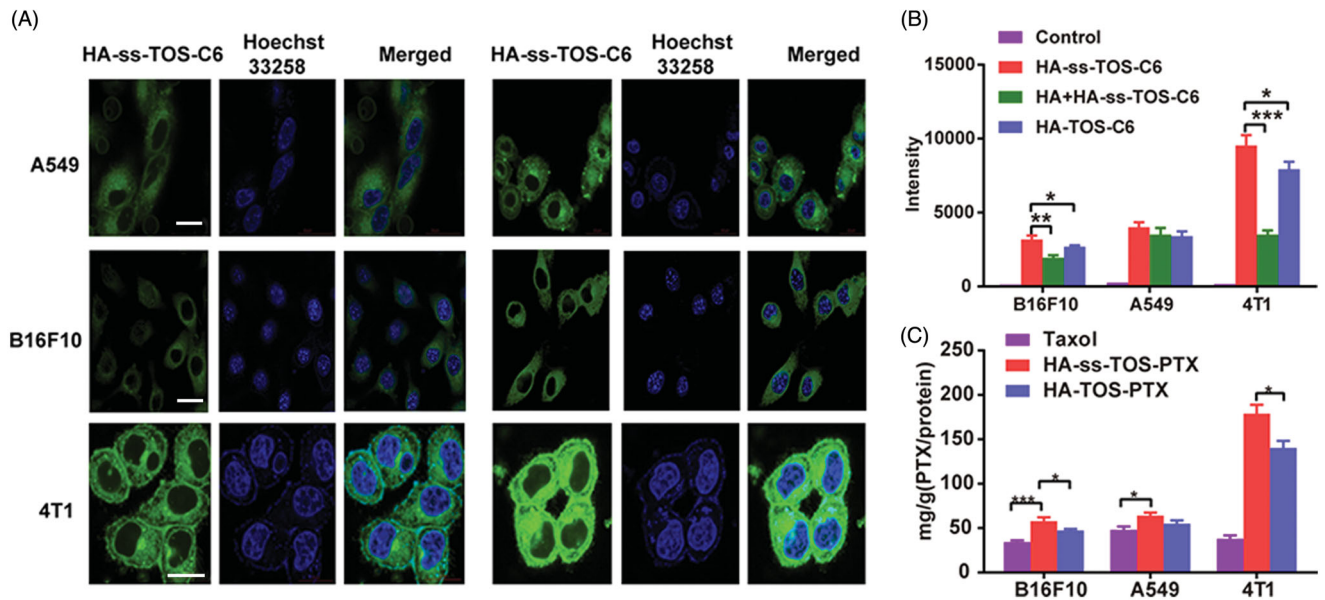 (A)
HA-ss-TOS-C6 Hoechst 33258 Merged HA-ss-TOS-C6 Hoechst 33258 Merged
A549
B16F10
4T1
(B)
Control
HA-ss-TOS-C6
HA+HA-ss-TOS-C6
HA-TOS-C6
Intensity
15000
10000
5000
0
**
*
***
*
B16F10 A549 4T1
(C)
Taxol
HA-ss-TOS-PTX
HA-TOS-PTX
mg/g(PTX/protein)
250
200
150
100
50
0
***
*
*
*
B16F10 A549 4T1